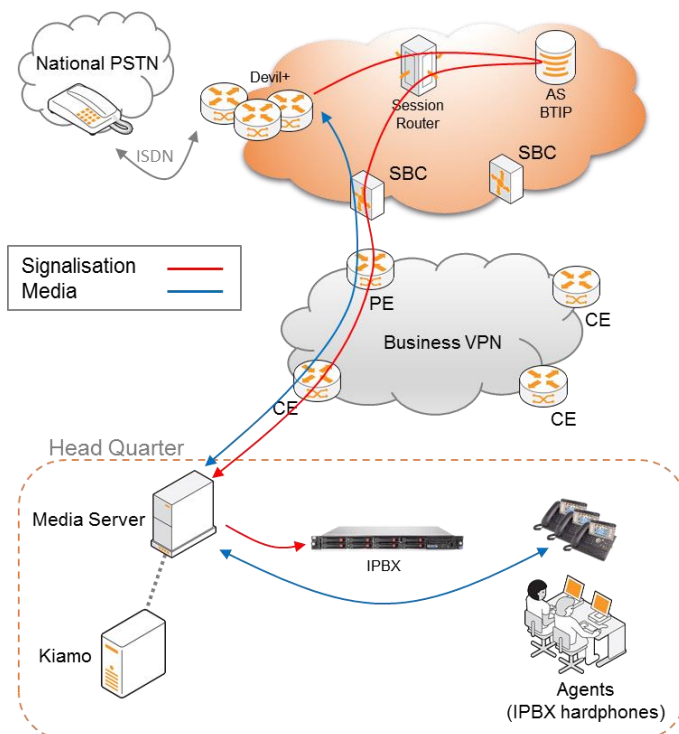 National PSTN
Devil+
ISDN
Session
Router
AS
BTIP
SBC
SBC
Signalisation
Media
PE
CE
Business VPN
CE
CE
Head Quarter
Media Server
IPBX
Kiamo
Agents
(IPBX hardphones)